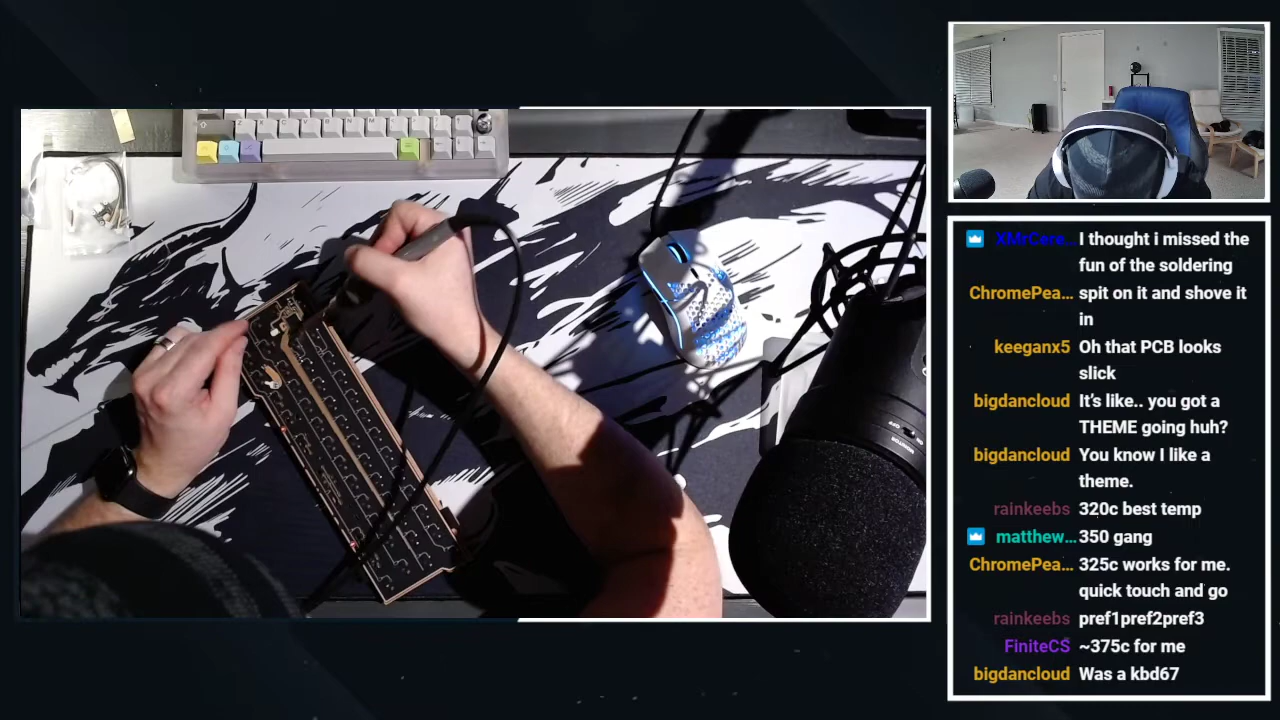 XMrCere... I thought i missed the
fun of the soldering
ChromePea... spit on it and shove it
in
keeganx5 Oh that PCB looks
slick
bigdancloud It's like.. you got a
THEME going huh?
bigdancloud You know I like a
theme.
rainkeebs 320c best temp
matthew... 350 gang
ChromePea... 325c works for me.
quick touch and go
rainkeebs pref1pref2pref3
FiniteCS ~375c for me
bigdancloud Was a kbd67